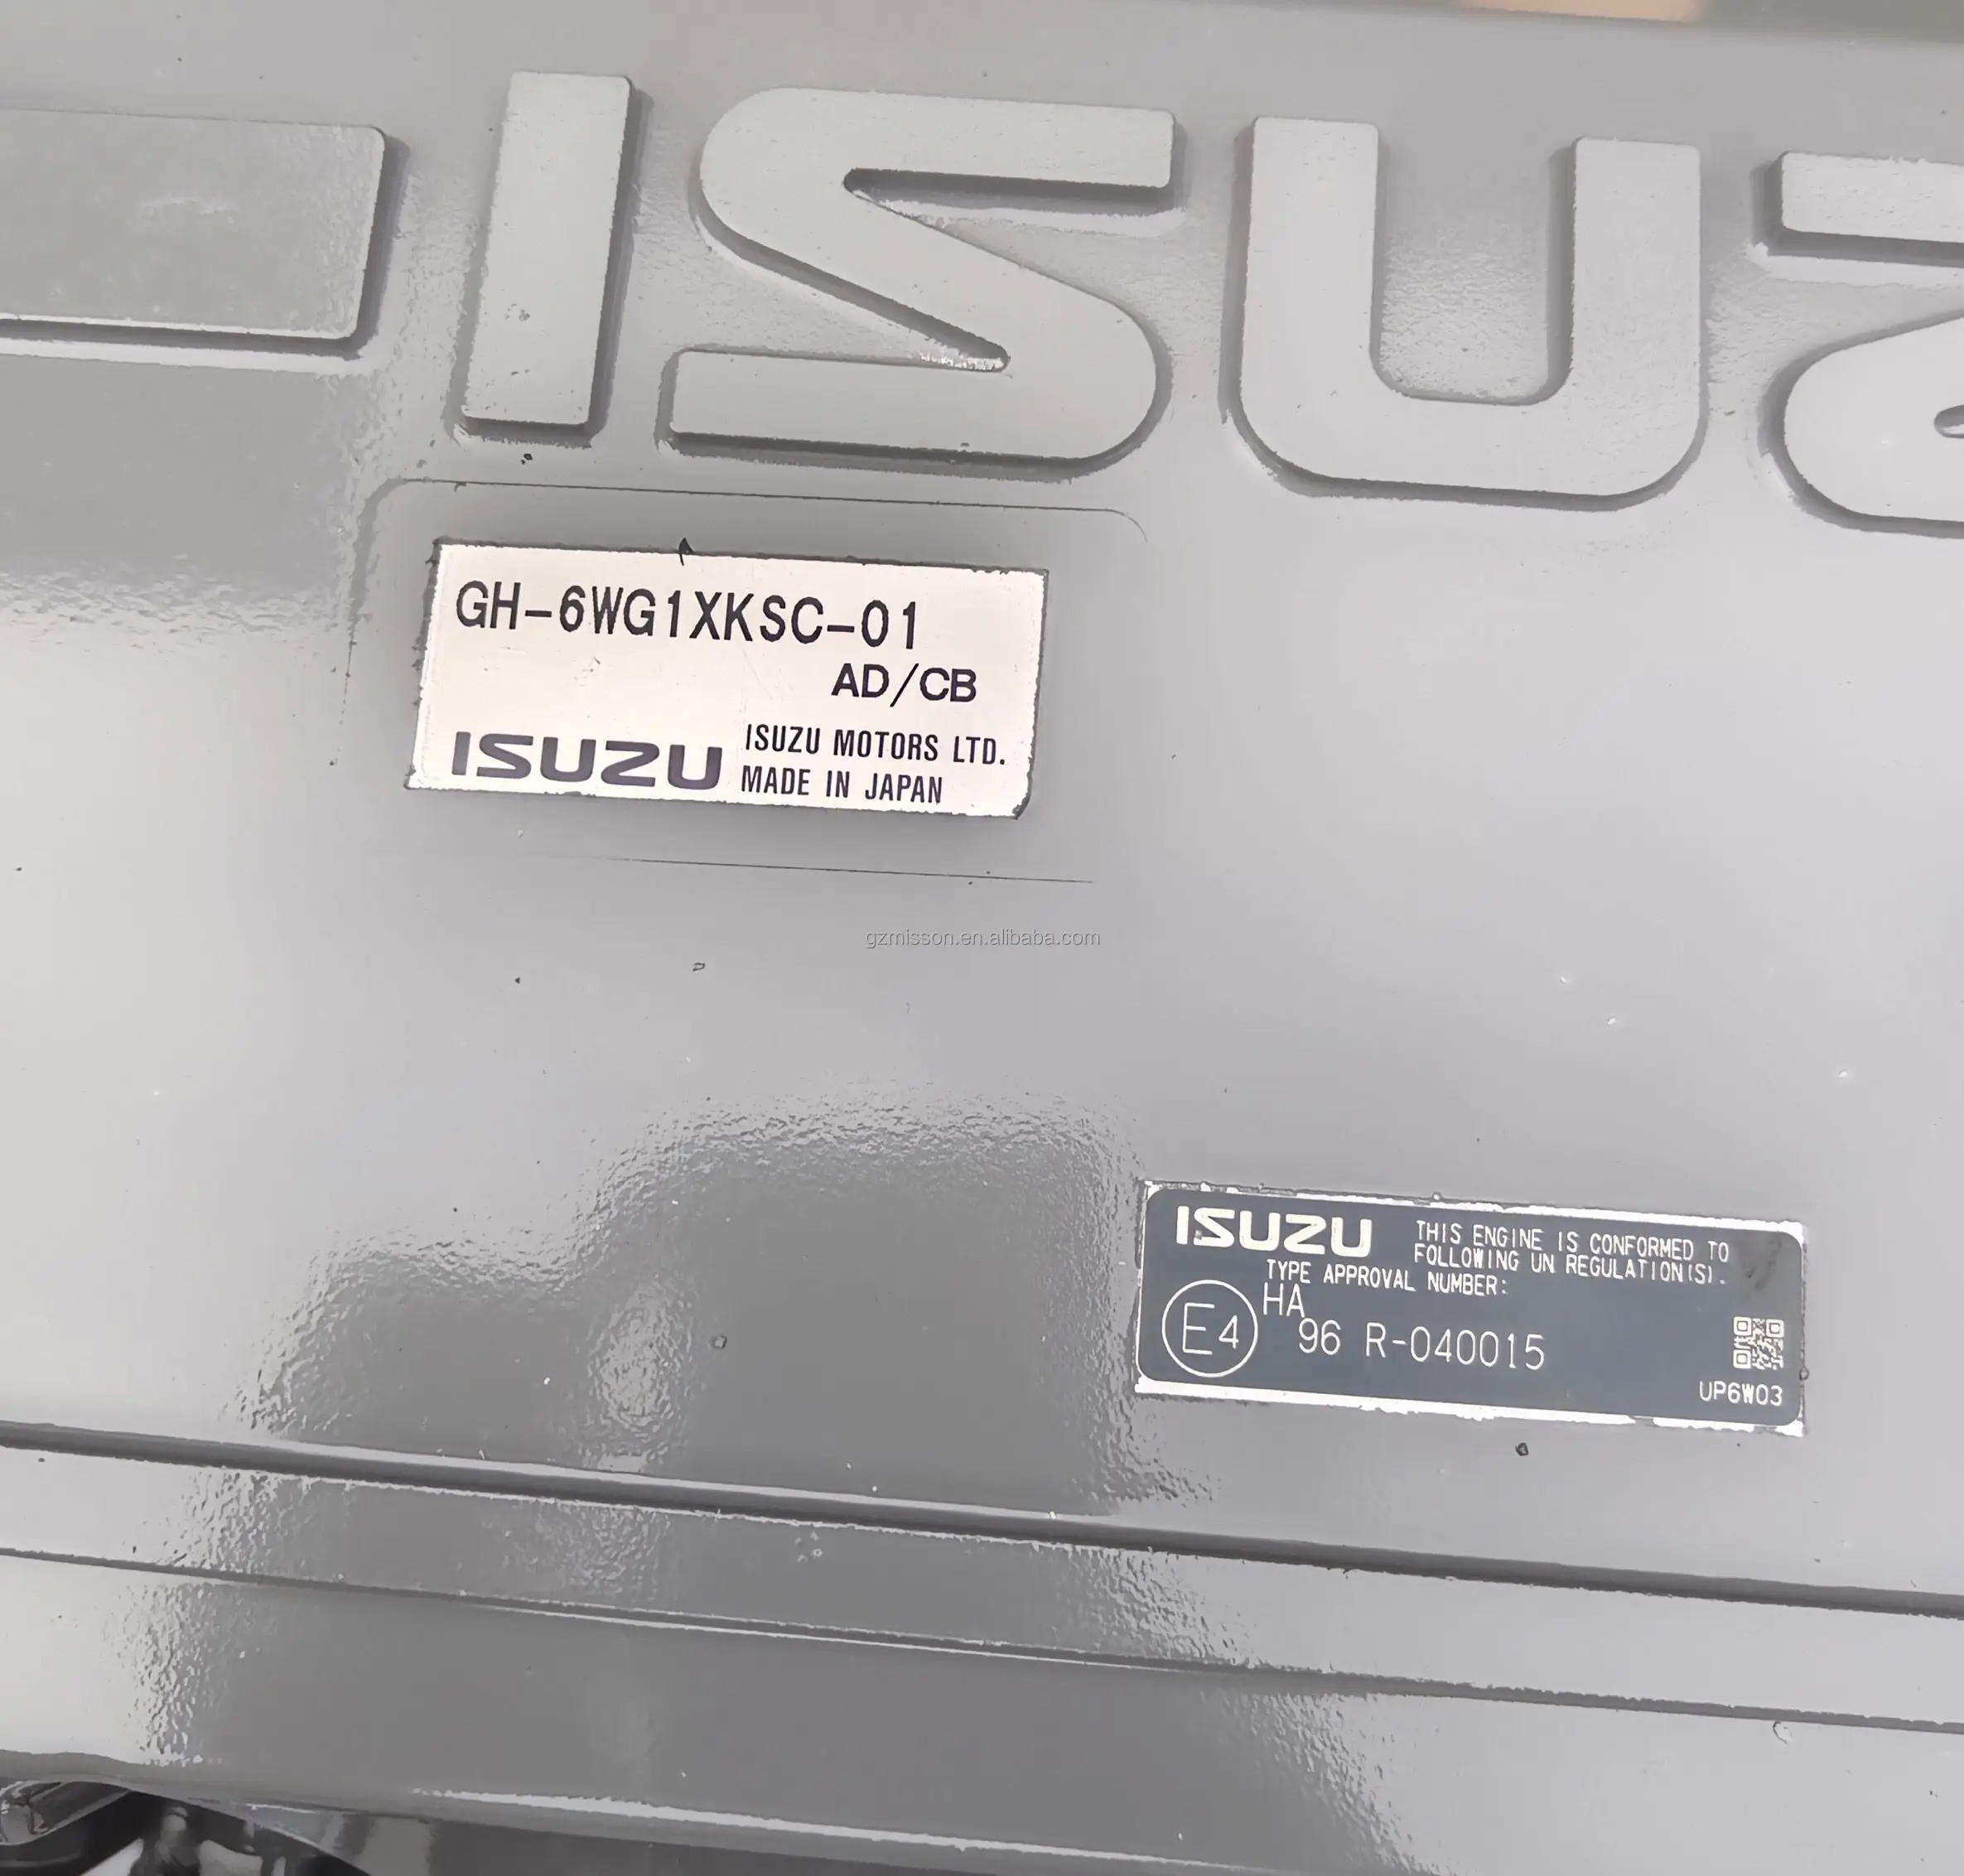 ISUZ
GH-6WG1XKSC-01
AD/CB
ISUZU
ISUZU MOTORS LTD.
MADE IN JAPAN
gzmisson.en.alibaba.com
ISUZU
THIS ENGINE IS CONFORMED TO
FOLLOWING UN REGULATION(S).
TYPE APPROVAL NUMBER:
E4
HA
96 R-040015
UP6W03